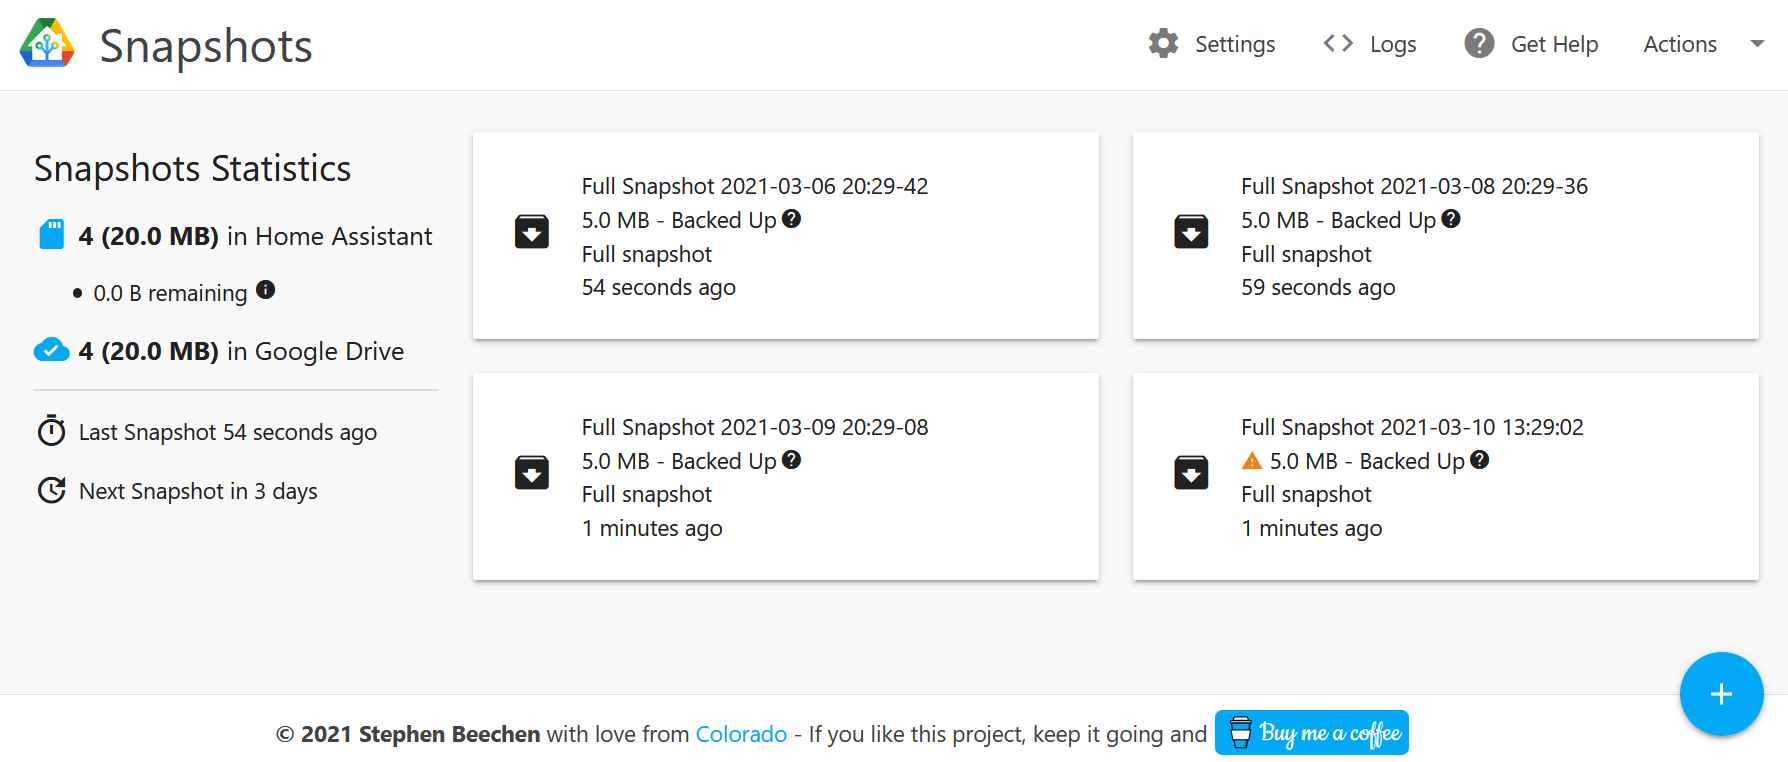 Snapshots
Settings
Logs
Get Help
Actions
Snapshots Statistics
4 (20.0 MB) in Home Assistant
0.0 B remaining
4 (20.0 MB) in Google Drive
Last Snapshot 54 seconds ago
Next Snapshot in 3 days
Full Snapshot 2021-03-06 20:29-42
5.0 MB - Backed Up
Full snapshot
54 seconds ago
Full Snapshot 2021-03-08 20:29-36
5.0 MB - Backed Up
Full snapshot
59 seconds ago
Full Snapshot 2021-03-09 20:29-08
5.0 MB - Backed Up
Full snapshot
1 minutes ago
Full Snapshot 2021-03-10 13:29:02
5.0 MB - Backed Up
Full snapshot
1 minutes ago
© 2021 Stephen Beechen with love from Colorado - If you like this project, keep it going and Buy me a coffee